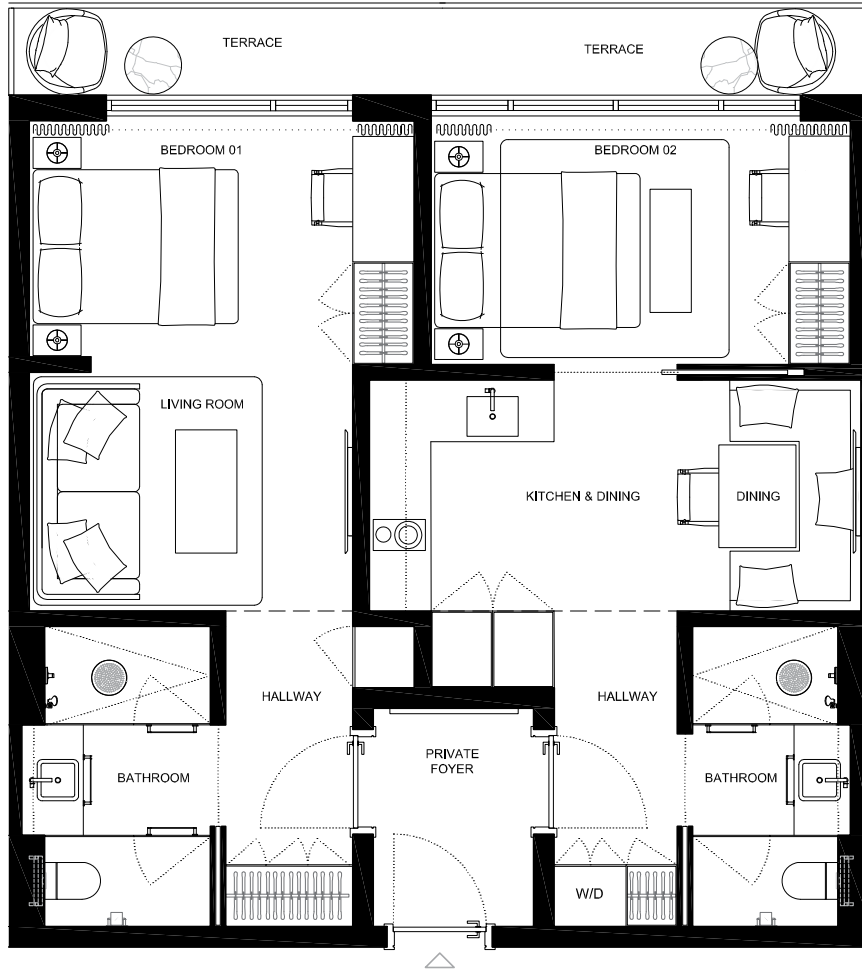 TERRACE
TERRACE
BEDROOM 01
BEDROOM 02
LIVING ROOM
KITCHEN & DINING
DINING
HALLWAY
HALLWAY
PRIVATE
FOYER
BATHROOM
BATHROOM
W/D